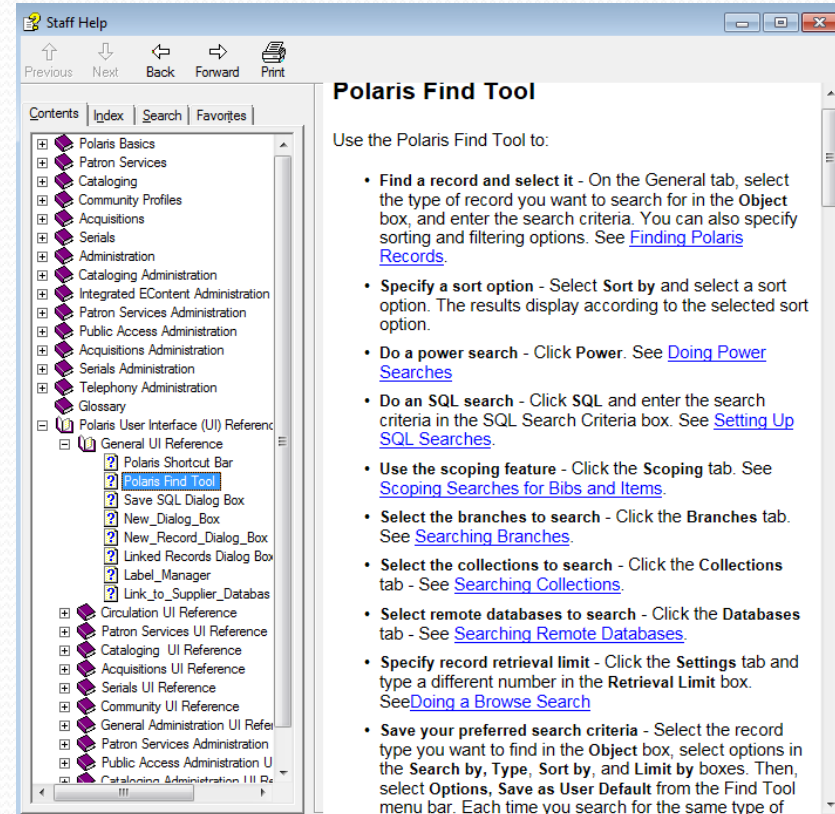 Staff Help
Previous Next Back Forward Print
Contents Index Search Favorites
Polaris Basics
Patron Services
Cataloging
Community Profiles
Acquisitions
Serials
Administration
Cataloging Administration
Integrated EContent Administration
Patron Services Administration
Public Access Administration
Acquisitions Administration
Serials Administration
Telephony Administration
Glossary
Polaris User Interface (UI) Referenc
General UI Reference
Polaris Shortcut Bar
Polaris Find Tool
Save SQL Dialog Box
New_Dialog_Box
New_Record_Dialog_Box
Linked Records Dialog Box
Label_Manager
Link_to_Supplier_Databas
Circulation UI Reference
Patron Services UI Reference
Cataloging UI Reference
Acquisitions UI Reference
Serials UI Reference
Community UI Reference
General Administration UI Refer
Patron Services Administration
Public Access Administration U
Cataloging Administration UI Re
Polaris Find Tool
Use the Polaris Find Tool to:
• Find a record and select it - On the General tab, select
the type of record you want to search for in the Object
box, and enter the search criteria. You can also specify
sorting and filtering options. See Finding Polaris
Records.
• Specify a sort option - Select Sort by and select a sort
option. The results display according to the selected sort
option.
• Do a power search - Click Power. See Doing Power
Searches
• Do an SQL search - Click SQL and enter the search
criteria in the SQL Search Criteria box. See Setting Up
SQL Searches.
• Use the scoping feature - Click the Scoping tab. See
Scoping Searches for Bibs and Items.
• Select the branches to search - Click the Branches tab.
See Searching Branches.
• Select the collections to search - Click the Collections
tab - See Searching Collections.
• Select remote databases to search - Click the Databases
tab - See Searching Remote Databases.
• Specify record retrieval limit - Click the Settings tab and
type a different number in the Retrieval Limit box.
SeeDoing a Browse Search
• Save your preferred search criteria - Select the record
type you want to find in the Object box, select options in
the Search by, Type, Sort by, and Limit by boxes. Then,
select Options, Save as User Default from the Find Tool
menu bar. Each time you search for the same type of